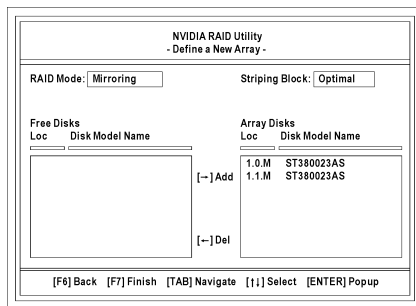 NVIDIA RAID Utility
- Define a New Array -
RAID Mode: Mirroring Striping Block: Optimal
Free Disks Array Disks
Loc Disk Model Name Loc Disk Model Name
1.0.M ST380023AS
[→] Add 1.1.M ST380023AS
[←] Del
[F6] Back [F7] Finish [TAB] Navigate [↑↓] Select [ENTER] Popup